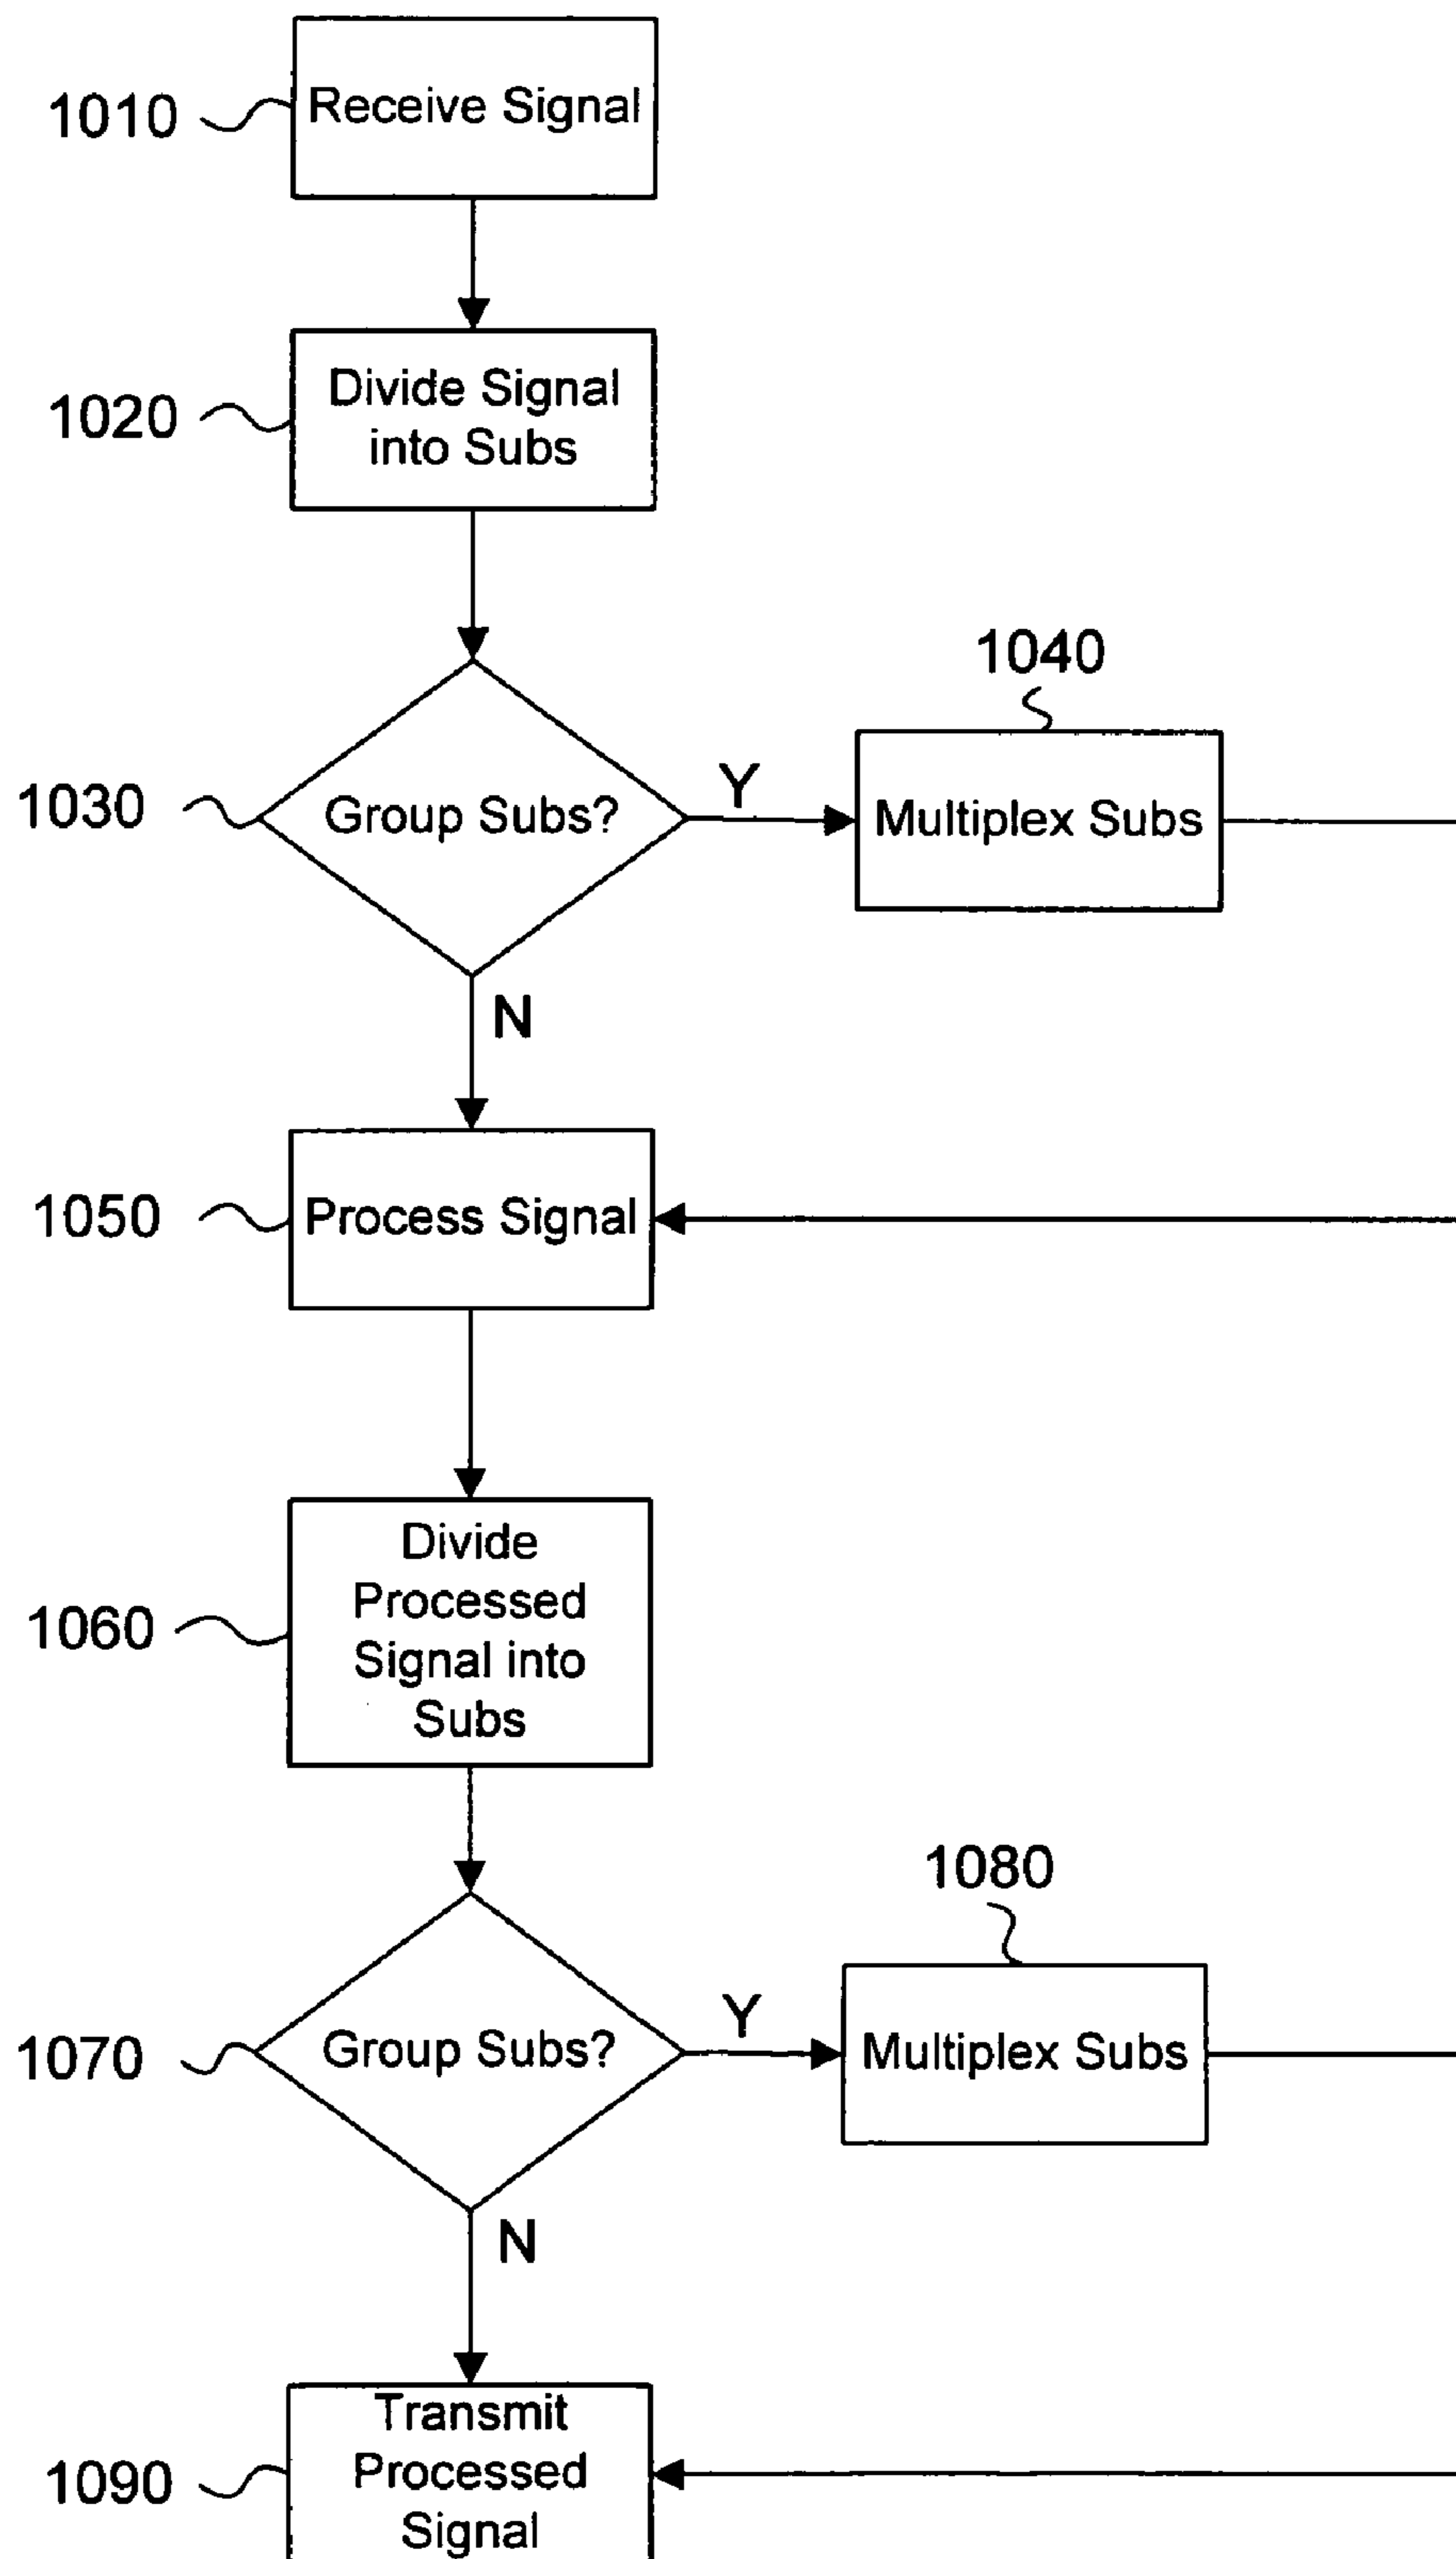 1010
Receive Signal
1020
Divide Signal
into Subs
1030
Group Subs?
Y
1040
Multiplex Subs
N
1050
Process Signal
1060
Divide
Processed
Signal into
Subs
1070
Group Subs?
Y
1080
Multiplex Subs
N
1090
Transmit
Processed
Signal